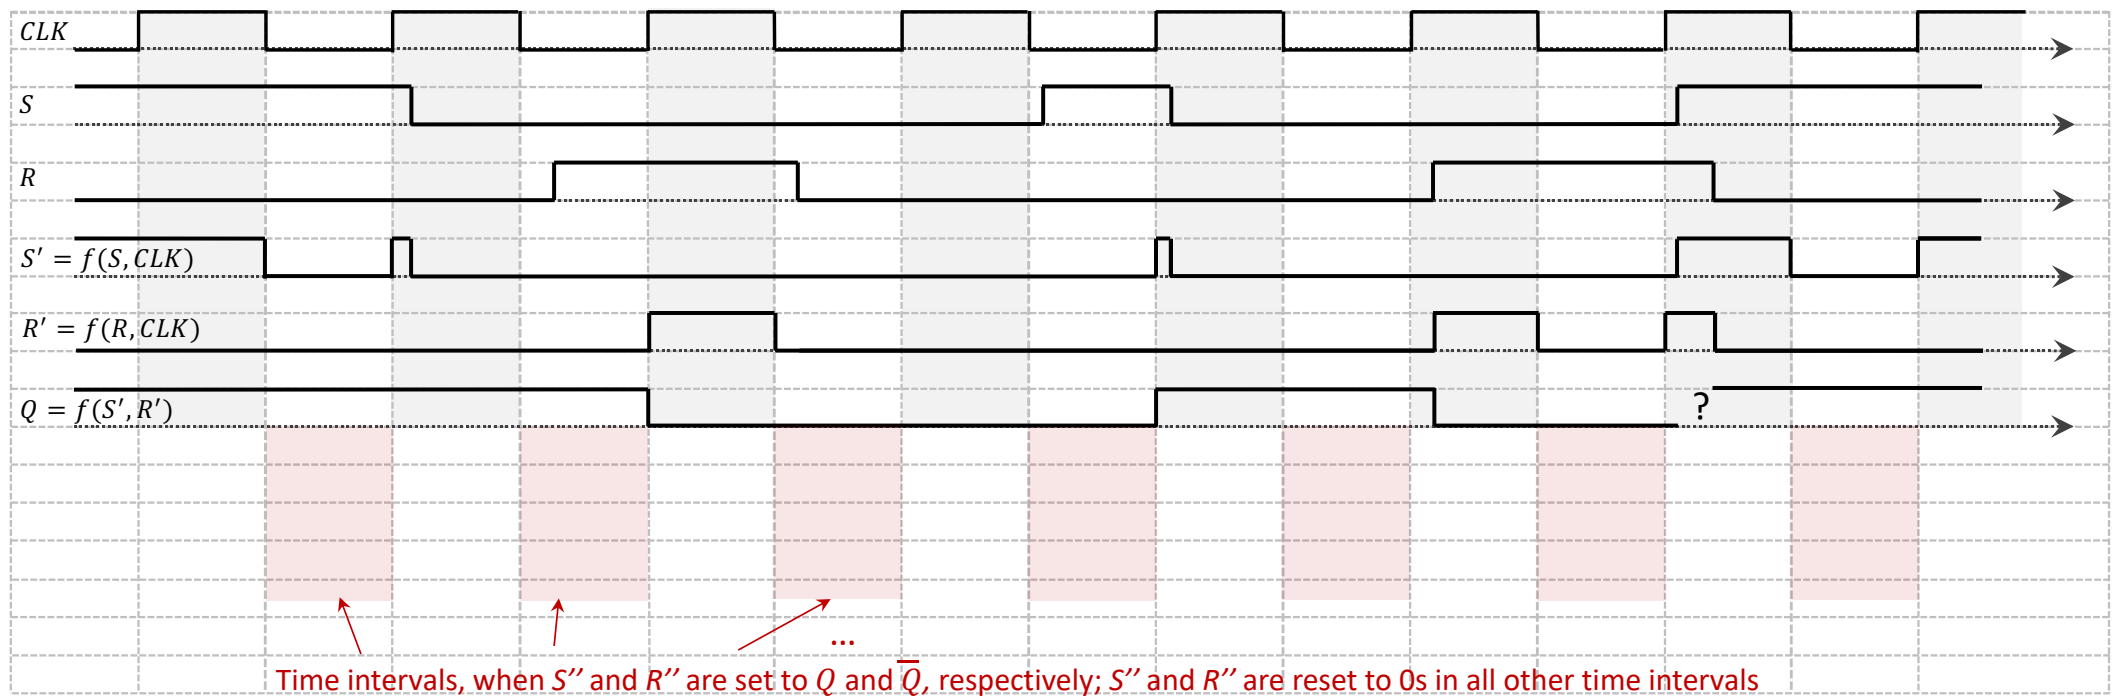 CLK
S
R
S′ = f(S, CLK)
R′ = f(R, CLK)
Q = f(S′, R′)
?
...
Time intervals, when S′′ and R′′ are set to Q and Q̅, respectively; S′′ and R′′ are reset to 0s in all other time intervals